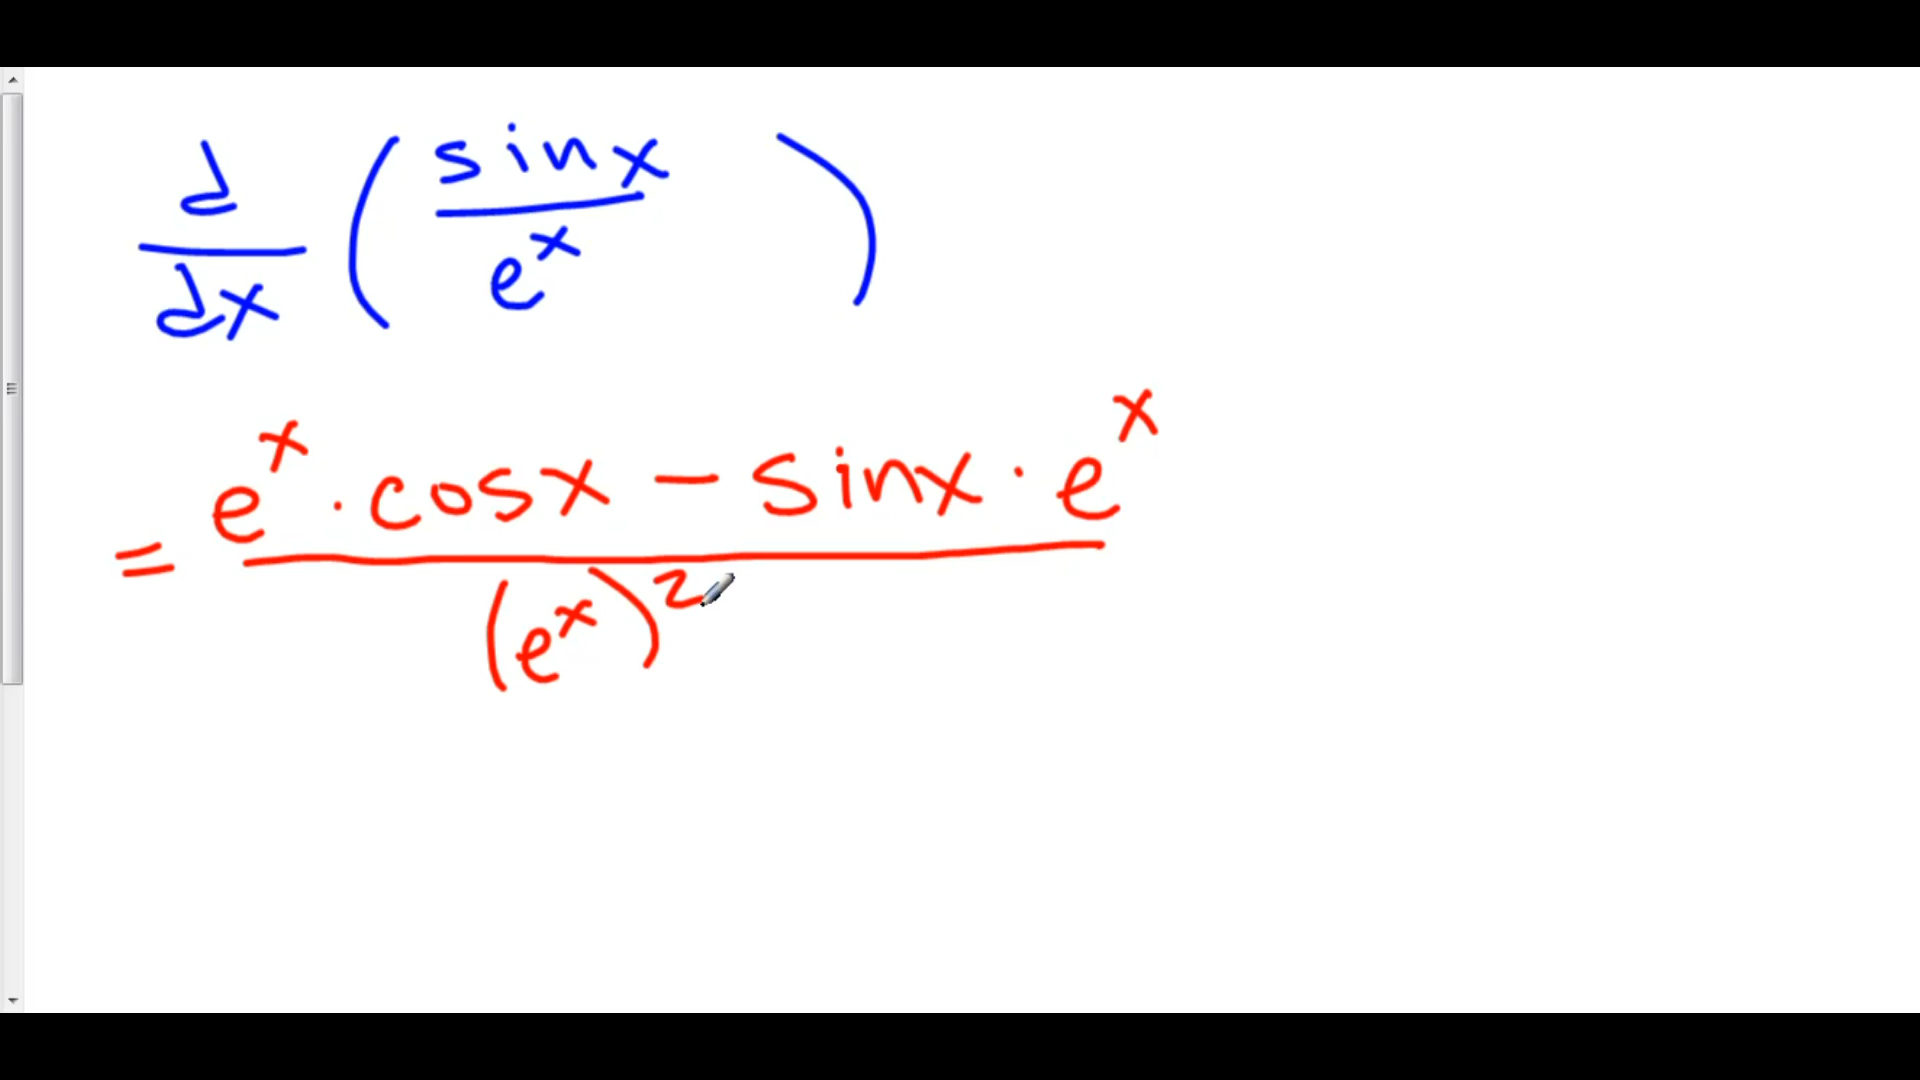 d/dx ( sinx/e^x )
= (e^x · cosx − sinx · e^x)/(e^x)^2